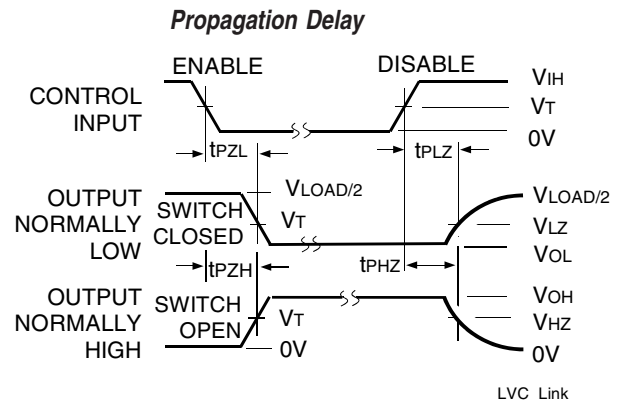 Propagation Delay
ENABLE
DISABLE
CONTROL
INPUT
VIH
VT
0V
tPZL
tPLZ
OUTPUT
NORMALLY
LOW
SWITCH
CLOSED
VLOAD/2
VT
VLOAD/2
VLZ
VOL
tPZH
tPHZ
OUTPUT
NORMALLY
HIGH
SWITCH
OPEN
VT
0V
VOH
VHZ
0V
LVC Link